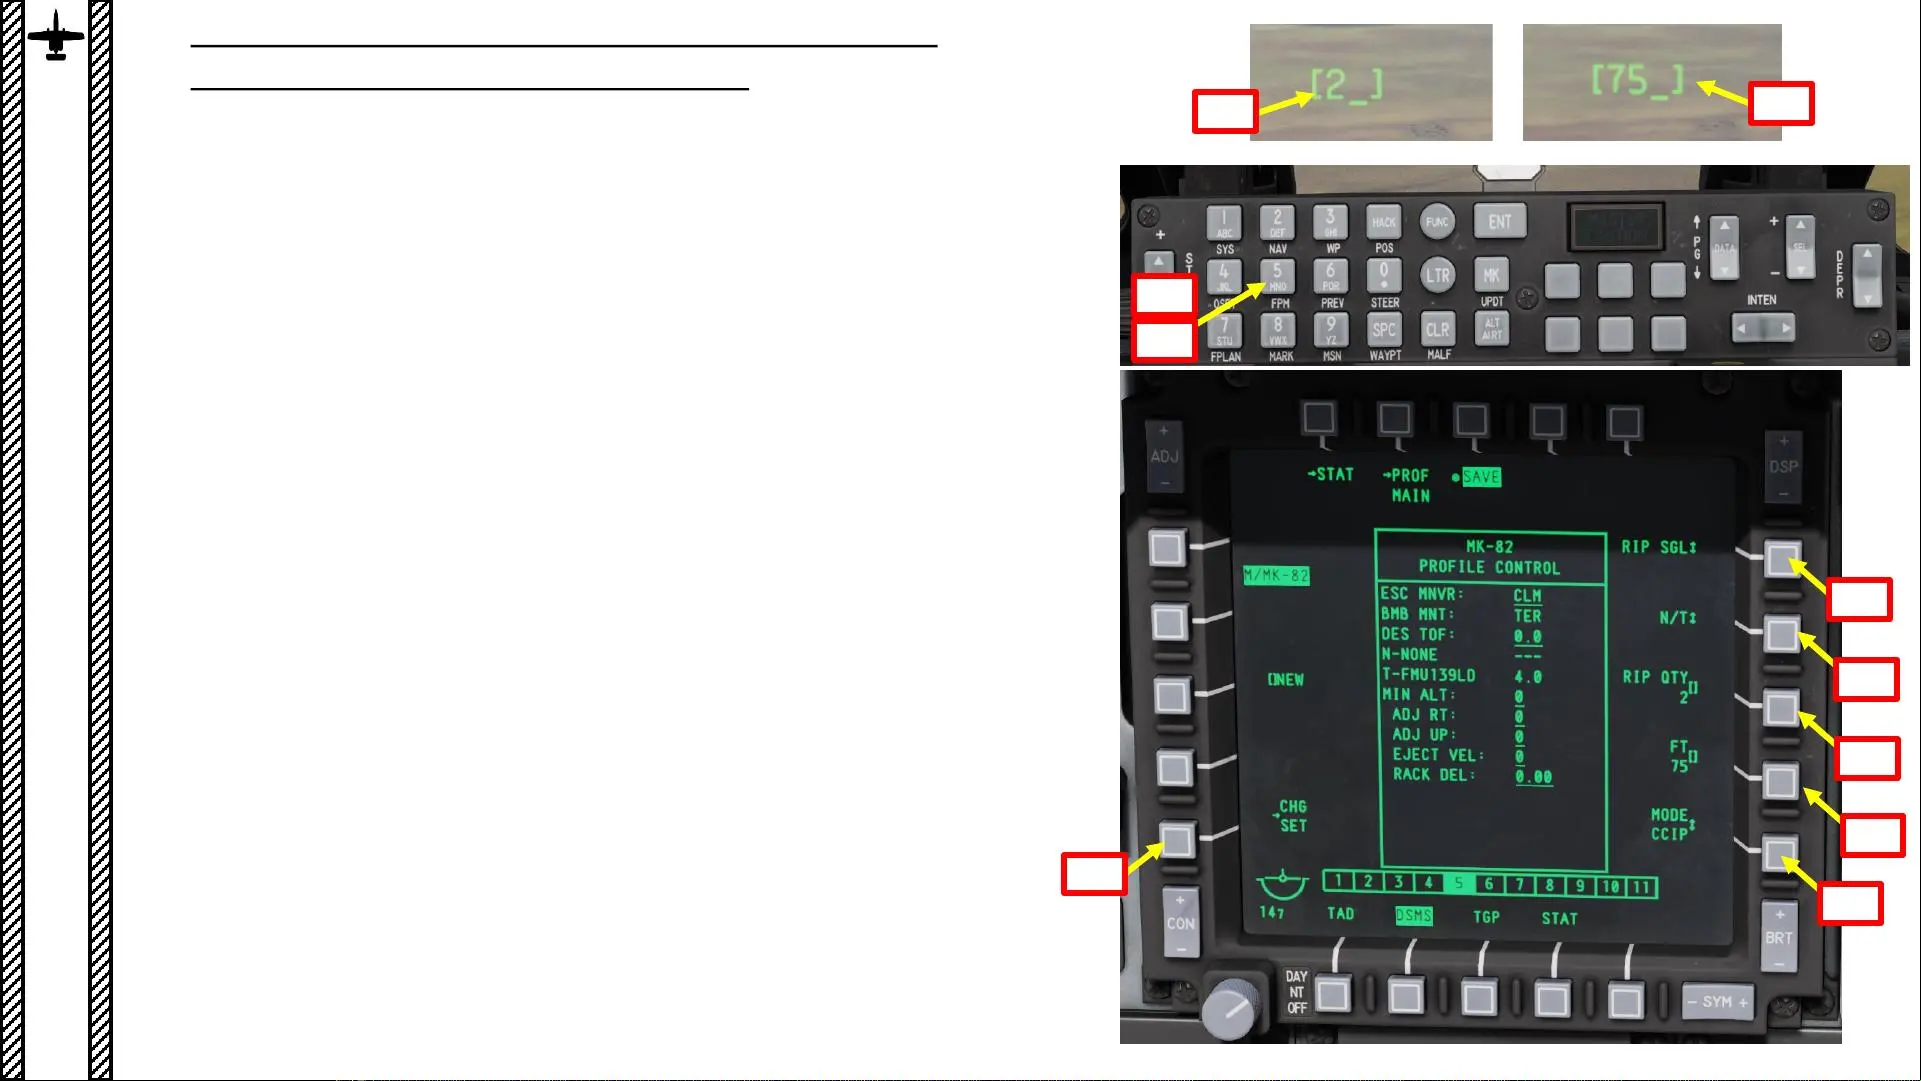 [2_]
[75_]
1 2 3 HACK FUNC ENT
ABC DEF GHI
SYS NAV WP POS
4 5 6 0 LTR MK
JKL MNO PQR
FPM PREV STEER UPDT
7 8 9 SPC CLR ALT
STU VWX YZ ALRT
FPLAN MARK MSN WAYPT MALF
+
↑
P
G
↓
DATA
+
SEL
-
D
E
P
R
INTEN
+
ADJ
-
+
DSP
-
→STAT →PROF ●SAVE
MAIN
MK-82
PROFILE CONTROL
RIP SGL↕
M/MK-82
ESC MNVR: CLM
BMB MNT: TER
N/T↕
DES TOF: 0.0
N-NONE ---
T-FMU139LD 4.0
[]NEW
RIP QTY[]
2
MIN ALT: 0
ADJ RT: 0
ADJ UP: 0
EJECT VEL: 0
RACK DEL: 0.00
FT[]
75
→CHG
SET
MODE↕
CCIP
1 2 3 4 5 6 7 8 9 10 11
147 TAD DSMS TGP STAT
+
CON
-
+
BRT
-
DAY
NT
OFF
- SYM +